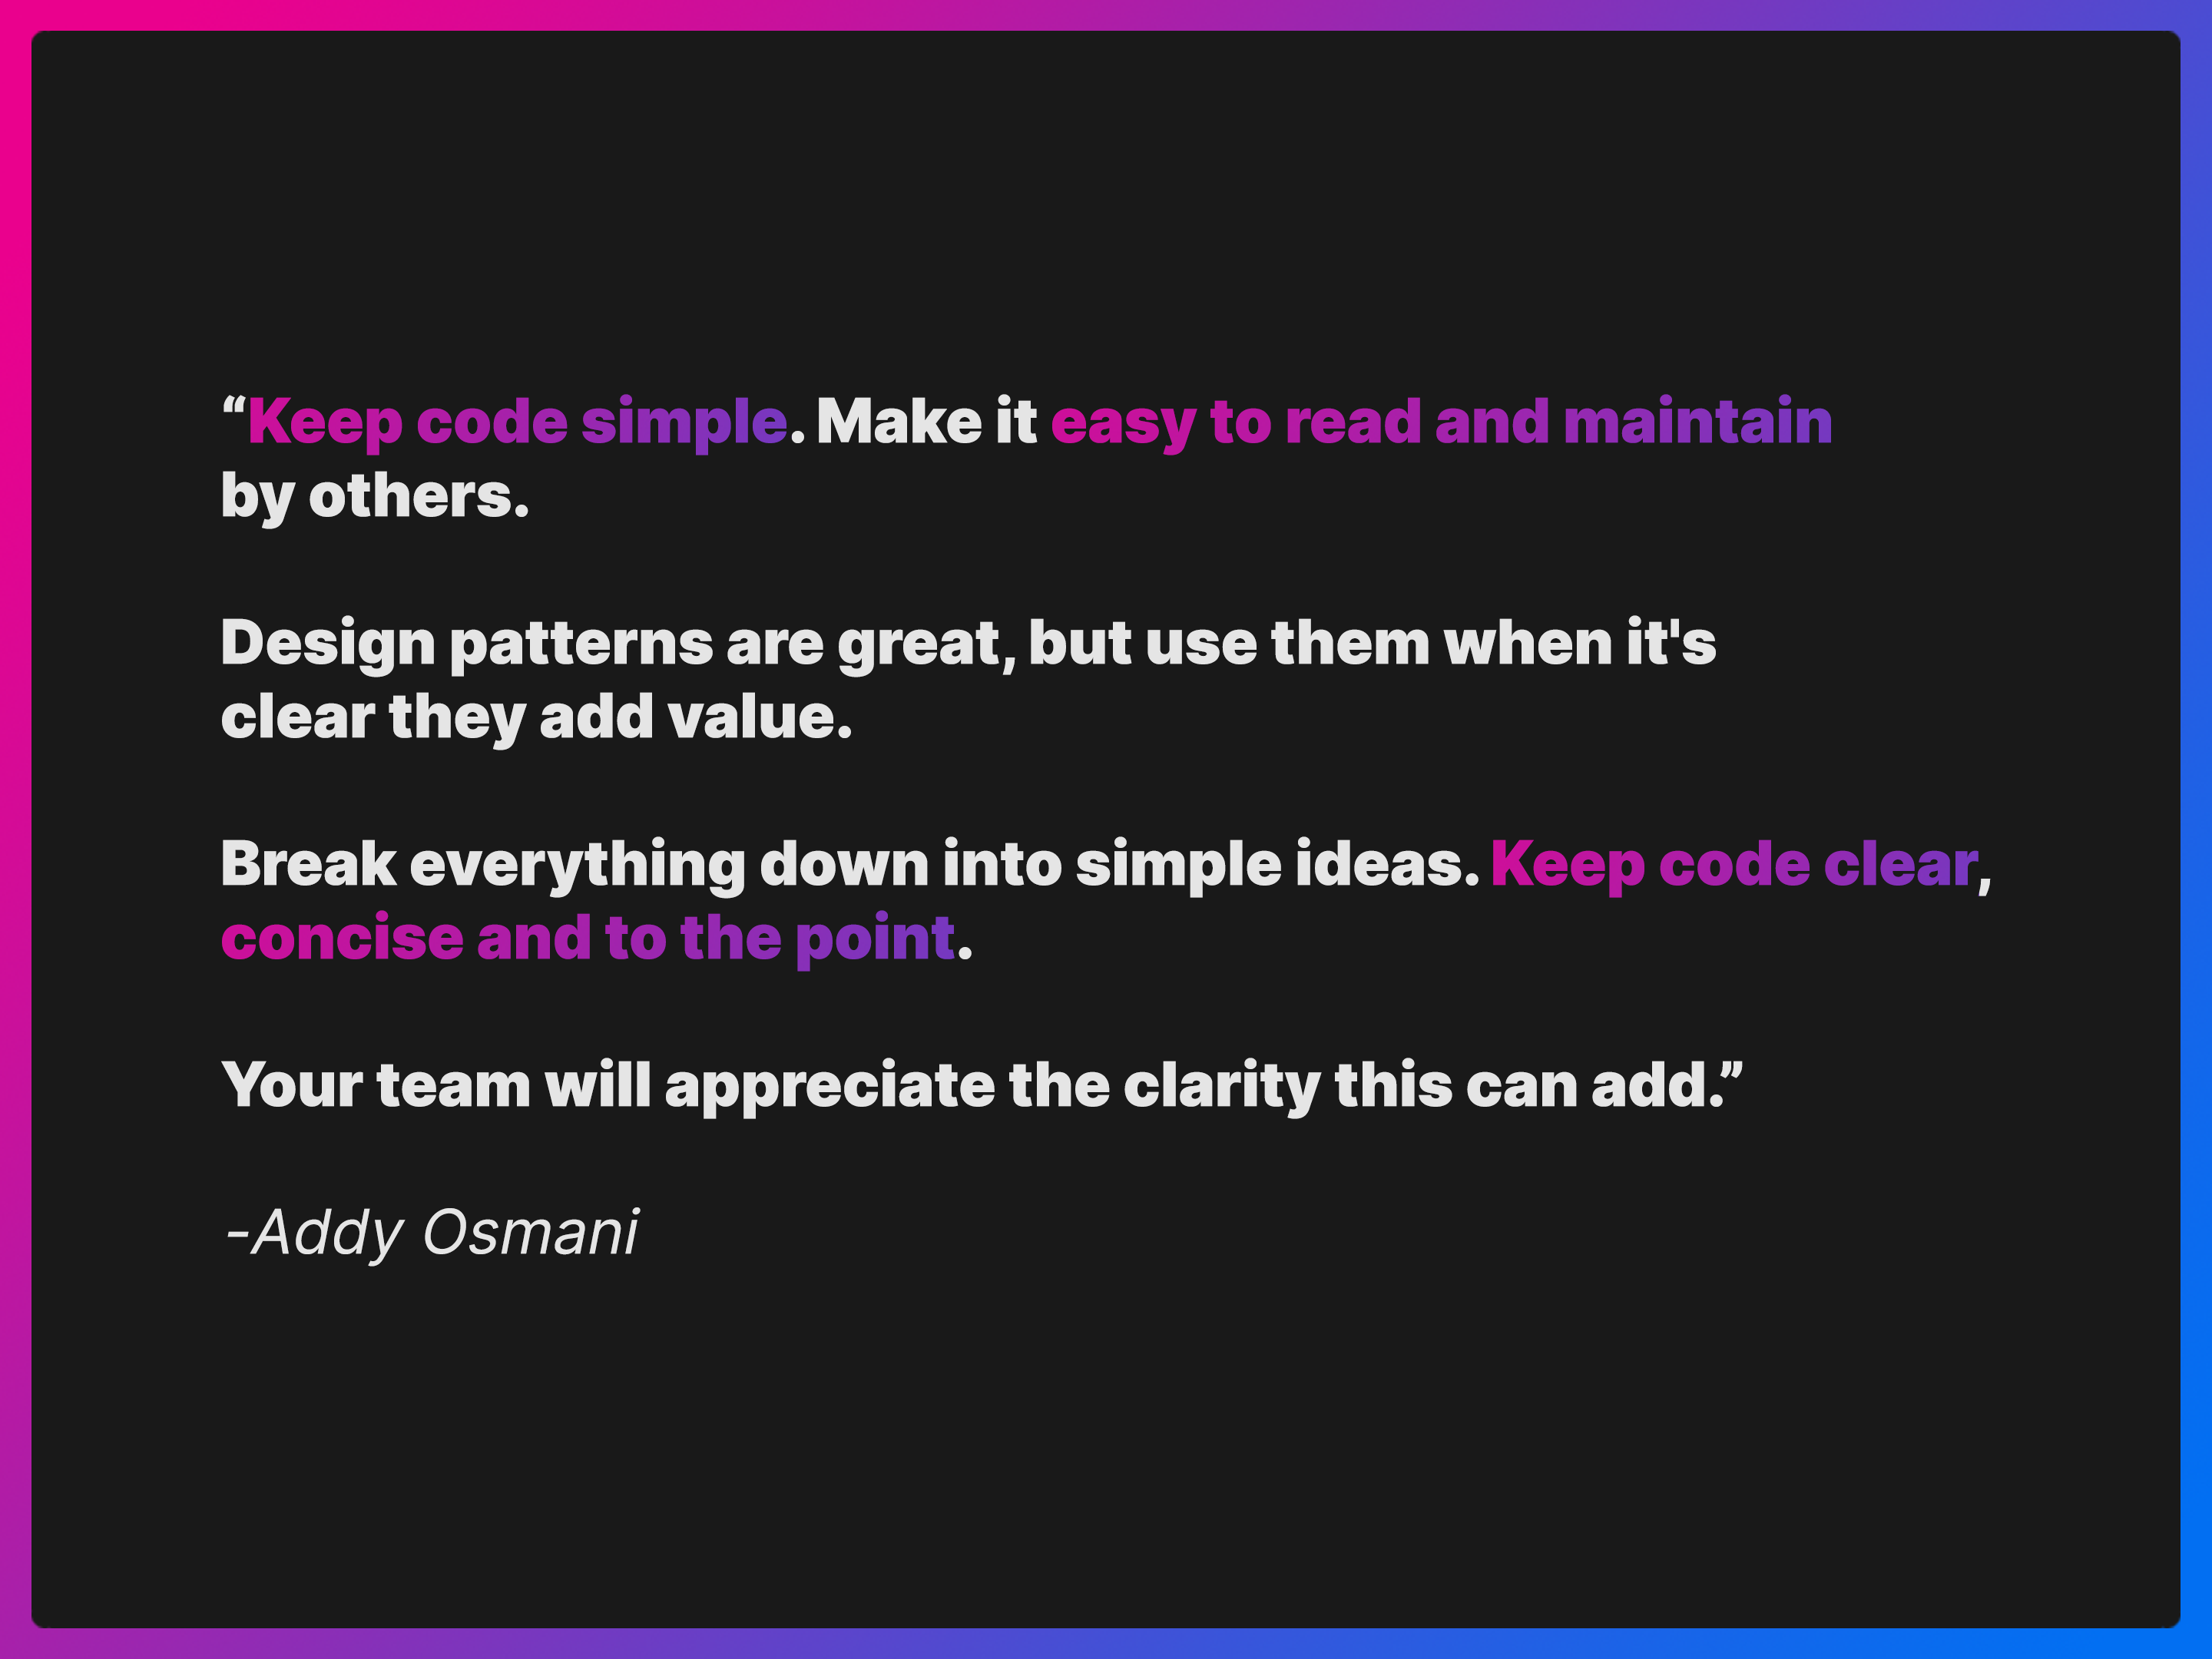 “Keep code simple. Make it easy to read and maintain
by others.
Design patterns are great, but use them when it's
clear they add value.
Break everything down into simple ideas. Keep code clear,
concise and to the point.
Your team will appreciate the clarity this can add.”
-Addy Osmani